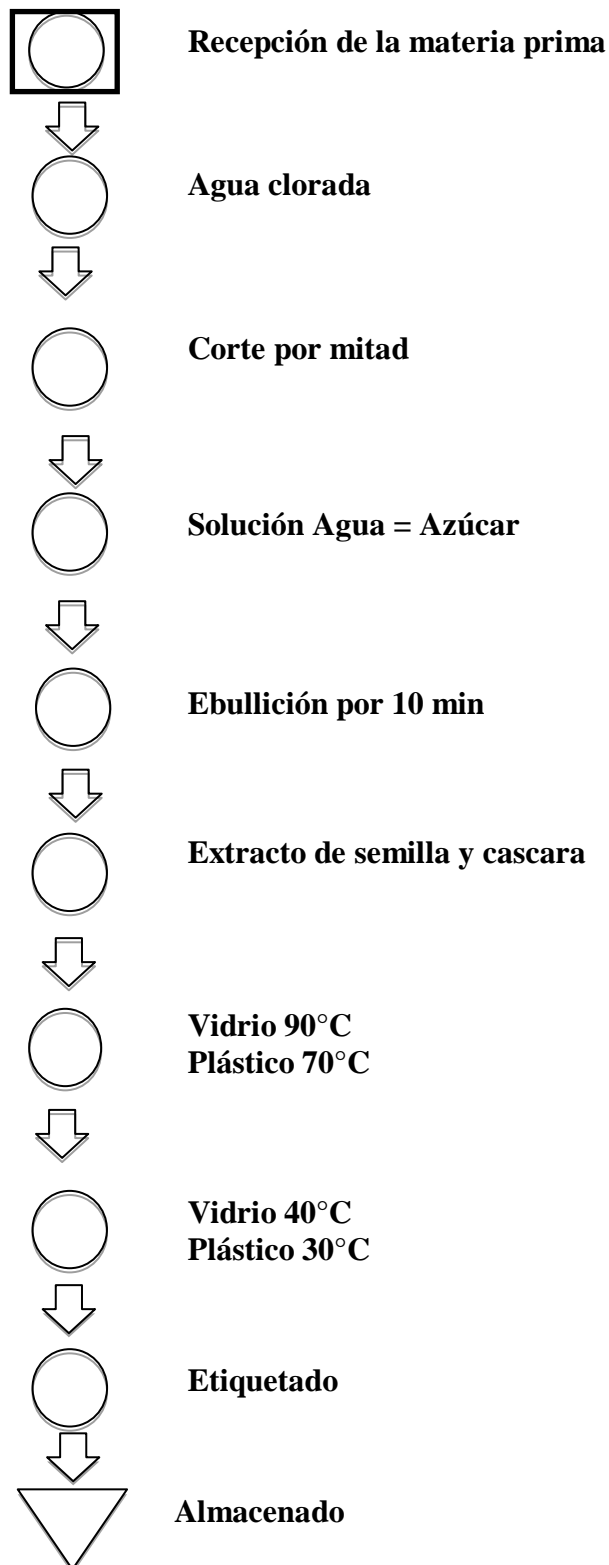 Recepción de la materia prima
Agua clorada
Corte por mitad
Solución Agua = Azúcar
Ebullición por 10 min
Extracto de semilla y cascara
Vidrio 90°C
Plástico 70°C
Vidrio 40°C
Plástico 30°C
Etiquetado
Almacenado